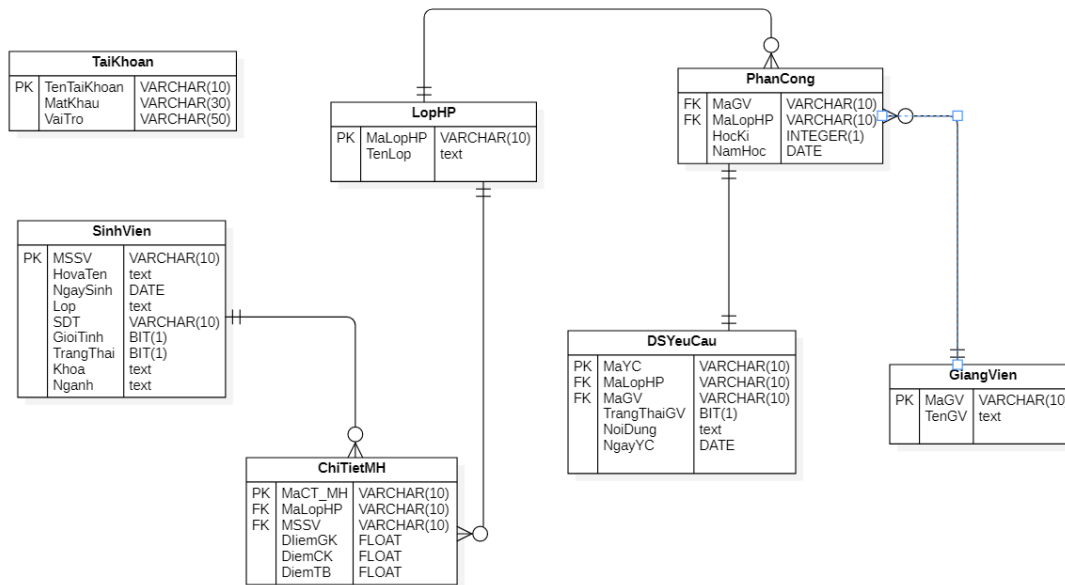 TaiKhoan
PK TenTaiKhoan VARCHAR(10)
MatKhau VARCHAR(30)
VaiTro VARCHAR(50)
LopHP
PK MaLopHP VARCHAR(10)
TenLop text
PhanCong
FK MaGV VARCHAR(10)
FK MaLopHP VARCHAR(10)
HocKi INTEGER(1)
NamHoc DATE
SinhVien
PK MSSV VARCHAR(10)
HovaTen text
NgaySinh DATE
Lop text
SDT VARCHAR(10)
GioiTinh BIT(1)
TrangThai BIT(1)
Khoa text
Nganh text
DSYeuCau
PK MaYC VARCHAR(10)
FK MaLopHP VARCHAR(10)
FK MaGV VARCHAR(10)
TrangThaiGV BIT(1)
NoiDung text
NgayYC DATE
GiangVien
PK MaGV VARCHAR(10)
TenGV text
ChiTietMH
PK MaCT_MH VARCHAR(10)
FK MaLopHP VARCHAR(10)
FK MSSV VARCHAR(10)
DIiemGK FLOAT
DiemCK FLOAT
DiemTB FLOAT